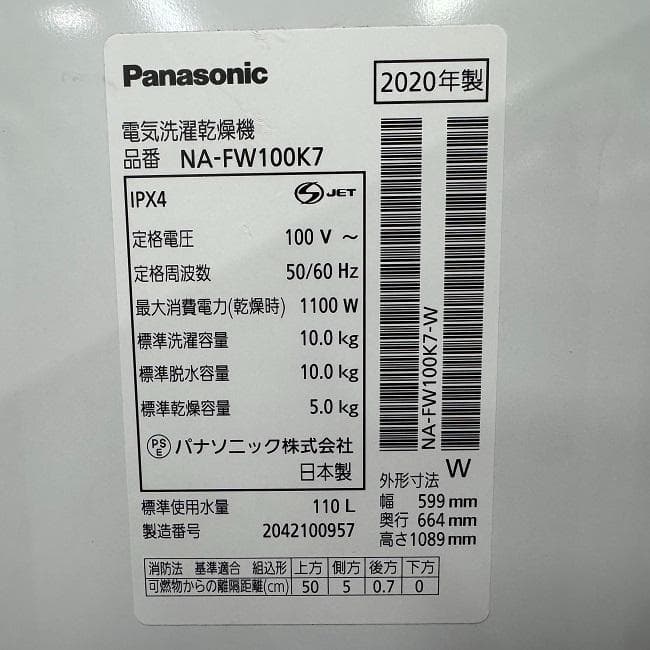 Panasonic
2020年製
電気洗濯乾燥機
品番 NA-FW100K7
IPX4 S JET
定格電圧 100 V ～
定格周波数 50/60 Hz
最大消費電力(乾燥時) 1100 W
標準洗濯容量 10.0 kg
標準脱水容量 10.0 kg
標準乾燥容量 5.0 kg
PS E パナソニック株式会社
日本製
NA-FW100K7-W
W
外形寸法
幅 599 mm
奥行 664 mm
高さ 1089 mm
標準使用水量 110 L
製造番号 2042100957
消防法 基準適合 組込形 上方 側方 後方 下方
可燃物からの離隔距離(cm) 50 5 0.7 0